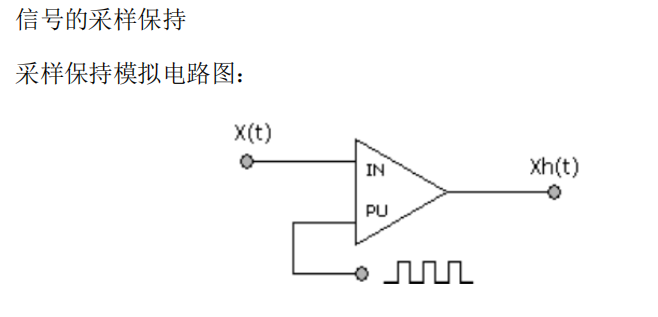 信号的采样保持
采样保持模拟电路图：
X(t)
IN
Xh(t)
PU